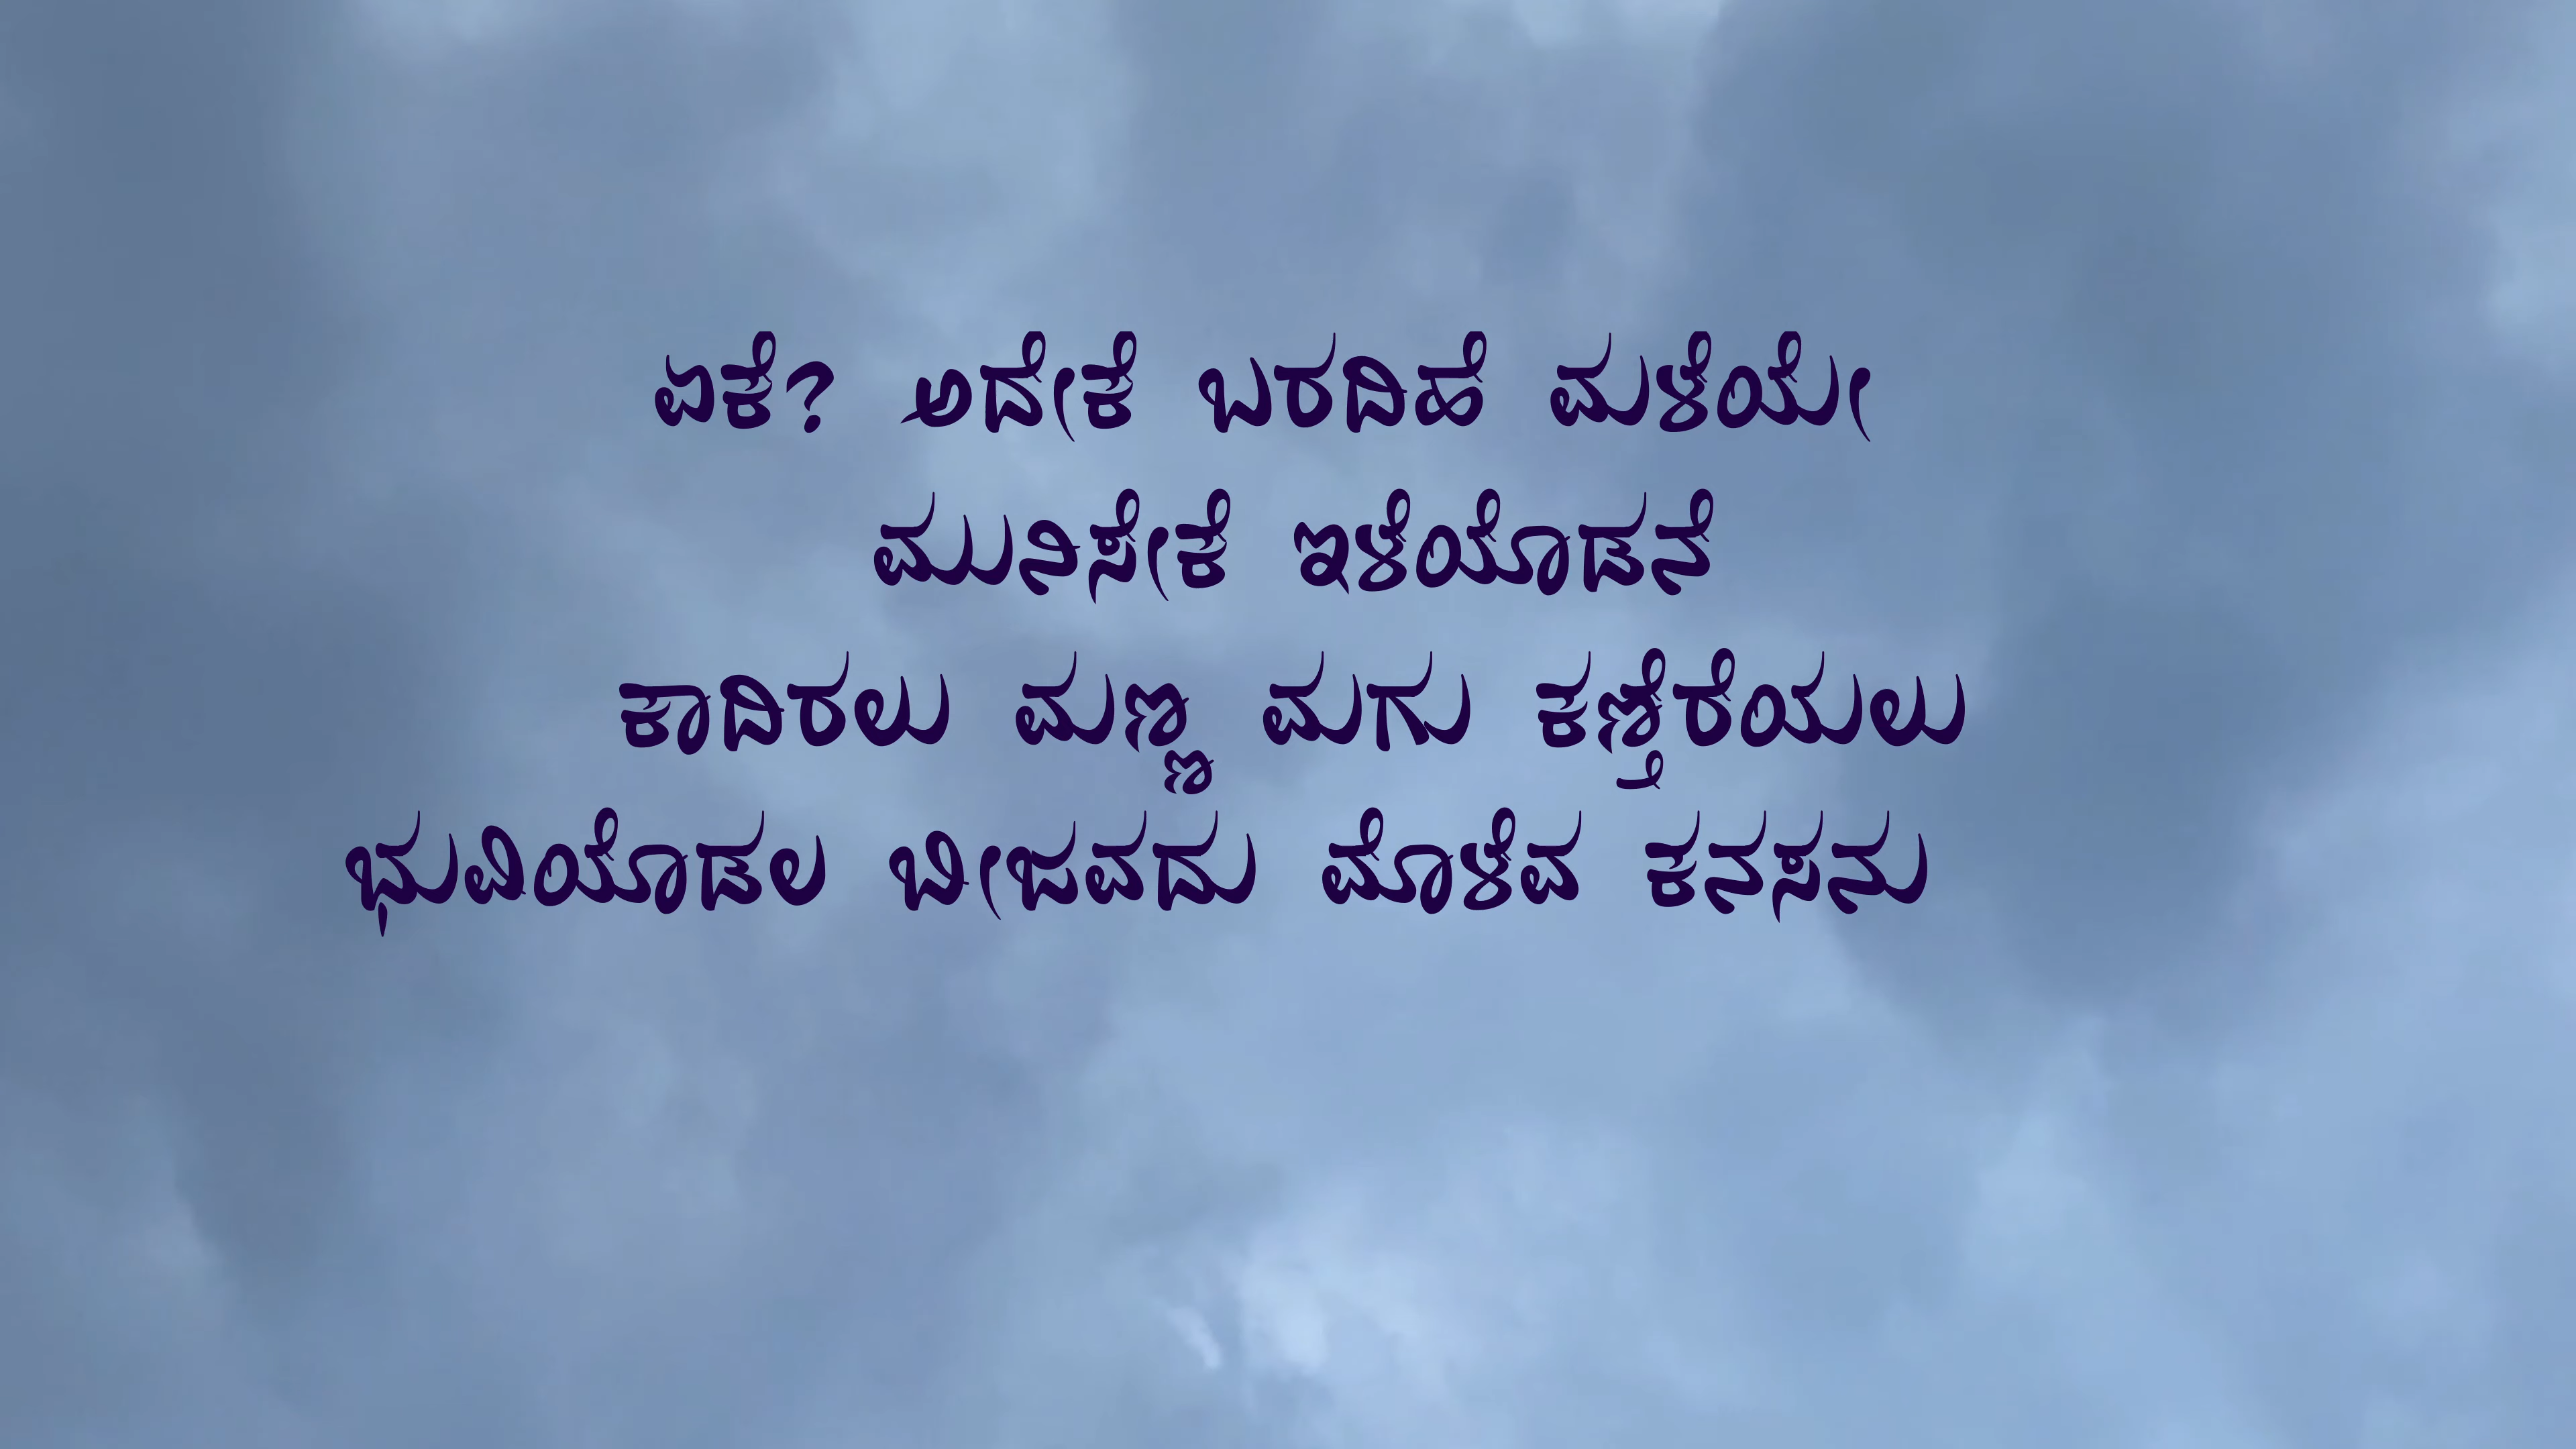 ಏಕೆ? ಅದೇಕೆ ಬರದಿಹೆ ಮಳೆಯೇ
ಮುನಿಸೇಕೆ ಇಳೆಯೊಡನೆ
ಕಾದಿರಲು ಮಣ್ಣ ಮಗು ಕಣ್ತೆರೆಯಲು
ಭುವಿಯೊಡಲ ಬೀಜವದು ಮೊಳೆವ ಕನಸನು